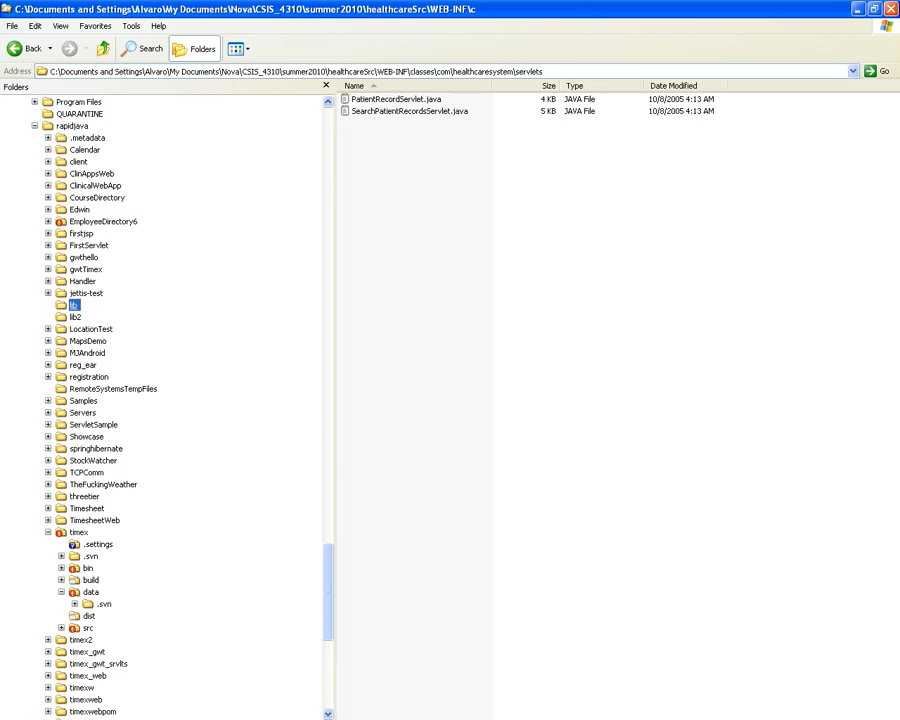 C:\Documents and Settings\Alvaro\My Documents\Nova\CSIS_4310\summer2010\healthcareSrc\WEB-INF\c
File Edit View Favorites Tools Help
Back Search Folders
Address C:\Documents and Settings\Alvaro\My Documents\Nova\CSIS_4310\summer2010\healthcareSrc\WEB-INF\classes\com\healthcaresystem\servlets Go
Folders
Name Size Type Date Modified
PatientRecordServlet.java 4 KB JAVA File 10/8/2005 4:13 AM
SearchPatientRecordsServlet.java 5 KB JAVA File 10/8/2005 4:13 AM
Program Files
QUARANTINE
rapidjava
.metadata
Calendar
client
ClinAppsWeb
ClinicalWebApp
CourseDirectory
Edwin
EmployeeDirectory6
firstjsp
FirstServlet
gwthello
gwtTimex
Handler
jettis-test
lib
lib2
LocationTest
MapsDemo
MJAndroid
reg_ear
registration
RemoteSystemsTempFiles
Samples
Servers
ServletSample
Showcase
springhibernate
StockWatcher
TCPComm
TheFuckingWeather
threetier
Timesheet
TimesheetWeb
timex
.settings
.svn
bin
build
data
.svn
dist
src
timex2
timex_gwt
timex_gwt_srvlts
timex_web
timexw
timexweb
timexwebpom